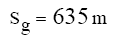 s_g = 635 m